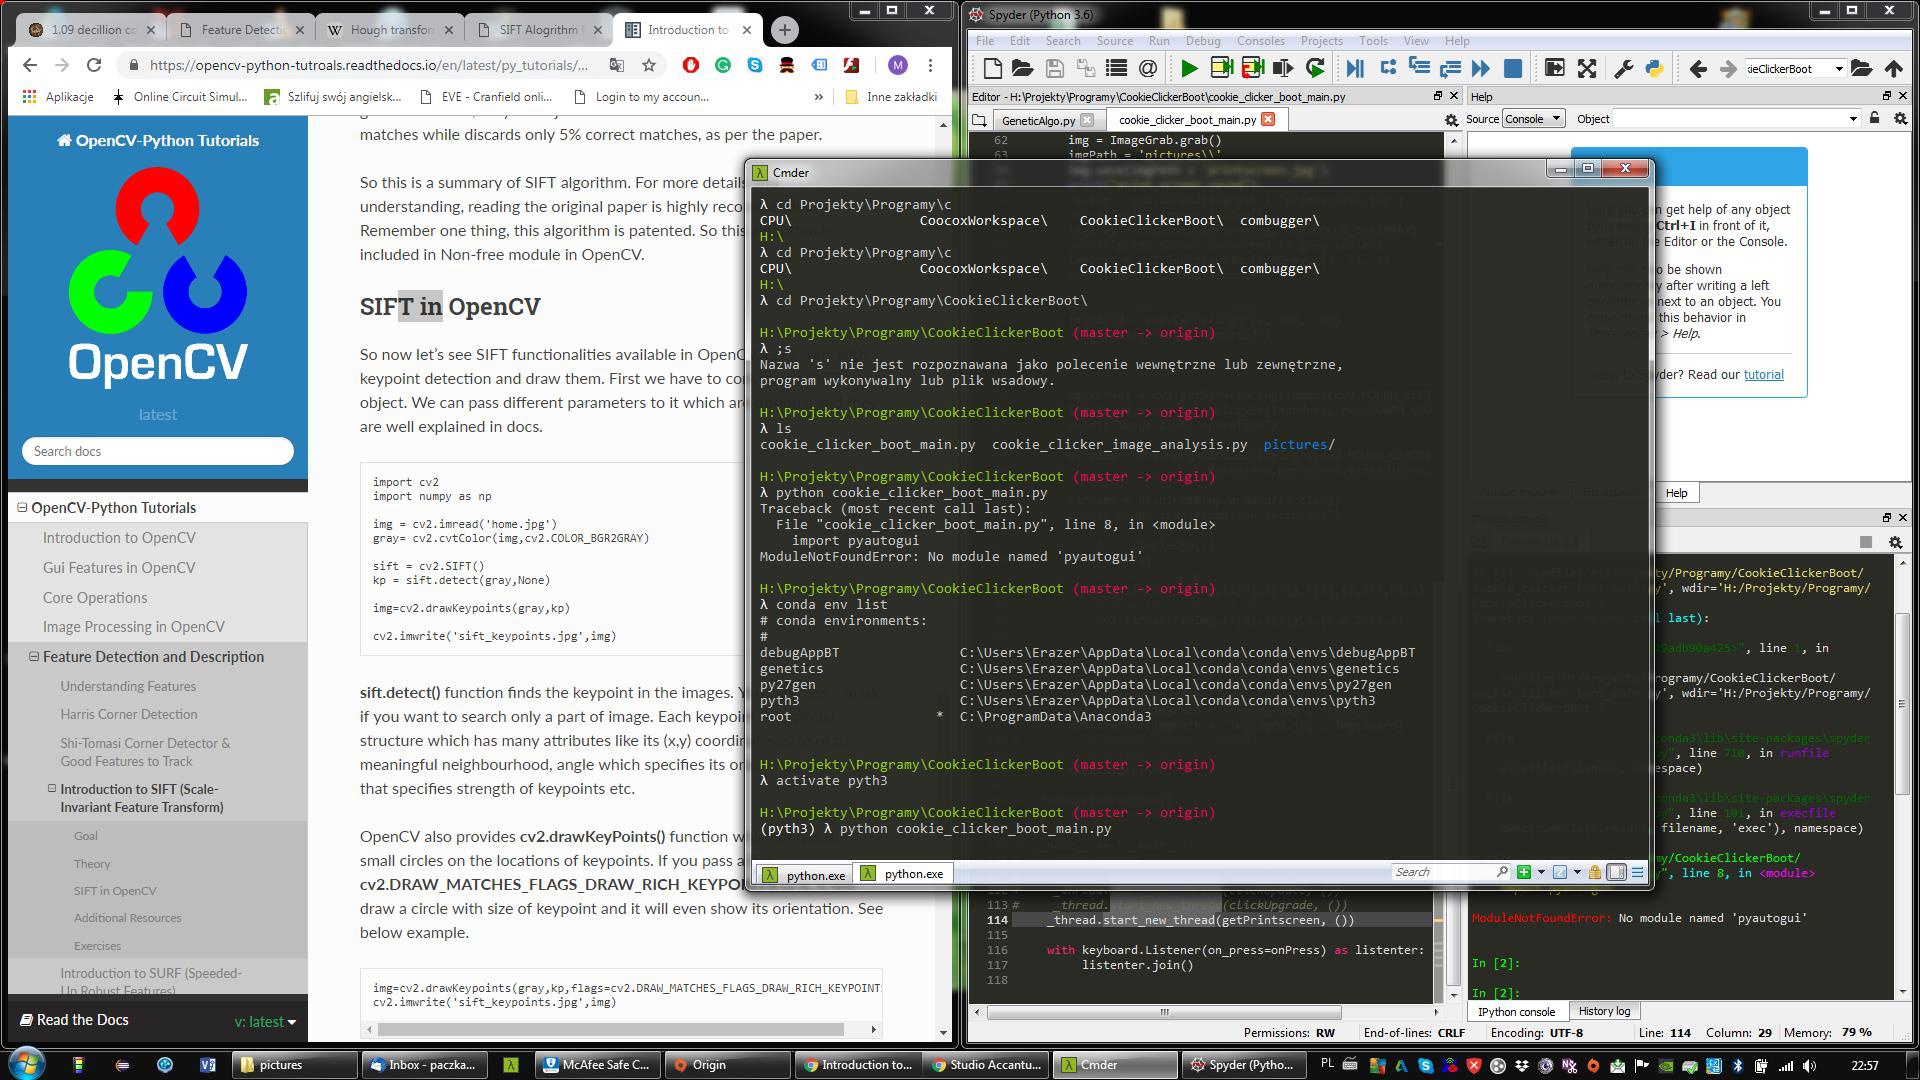 1.09 decillion co
Feature Detectio
Hough transfor
SIFT Alogrithm
Introduction to
https://opencv-python-tutroals.readthedocs.io/en/latest/py_tutorials/...
M
Aplikacje
Online Circuit Simul...
Szlifuj swój angielsk...
EVE - Cranfield onli...
Login to my accoun...
»
Inne zakładki
OpenCV-Python Tutorials
OpenCV
latest
Search docs
OpenCV-Python Tutorials
Introduction to OpenCV
Gui Features in OpenCV
Core Operations
Image Processing in OpenCV
Feature Detection and Description
Understanding Features
Harris Corner Detection
Shi-Tomasi Corner Detector &
Good Features to Track
Introduction to SIFT (Scale-
Invariant Feature Transform)
Goal
Theory
SIFT in OpenCV
Additional Resources
Exercises
Introduction to SURF (Speeded-
Up Robust Features)
Read the Docs
v: latest
matches while discards only 5% correct matches, as per the paper.
So this is a summary of SIFT algorithm. For more details
understanding, reading the original paper is highly reco
Remember one thing, this algorithm is patented. So this
included in Non-free module in OpenCV.
SIFT in OpenCV
So now let's see SIFT functionalities available in OpenC
keypoint detection and draw them. First we have to co
object. We can pass different parameters to it which are
are well explained in docs.
import cv2
import numpy as np
img = cv2.imread('home.jpg')
gray= cv2.cvtColor(img,cv2.COLOR_BGR2GRAY)
sift = cv2.SIFT()
kp = sift.detect(gray,None)
img=cv2.drawKeypoints(gray,kp)
cv2.imwrite('sift_keypoints.jpg',img)
sift.detect() function finds the keypoint in the images. Y
if you want to search only a part of image. Each keypoi
structure which has many attributes like its (x,y) coordi
meaningful neighbourhood, angle which specifies its or
that specifies strength of keypoints etc.
OpenCV also provides cv2.drawKeyPoints() function w
small circles on the locations of keypoints. If you pass a
cv2.DRAW_MATCHES_FLAGS_DRAW_RICH_KEYPO
draw a circle with size of keypoint and it will even show its orientation. See
below example.
img=cv2.drawKeypoints(gray,kp,flags=cv2.DRAW_MATCHES_FLAGS_DRAW_RICH_KEYPOINTS
cv2.imwrite('sift_keypoints.jpg',img)
Cmder
λ cd Projekty\Programy\c
CPU\ CoocoxWorkspace\ CookieClickerBoot\ combugger\
H:\
λ cd Projekty\Programy\c
CPU\ CoocoxWorkspace\ CookieClickerBoot\ combugger\
H:\
λ cd Projekty\Programy\CookieClickerBoot\
H:\Projekty\Programy\CookieClickerBoot (master -> origin)
λ ;s
Nazwa 's' nie jest rozpoznawana jako polecenie wewnętrzne lub zewnętrzne,
program wykonywalny lub plik wsadowy.
H:\Projekty\Programy\CookieClickerBoot (master -> origin)
λ ls
cookie_clicker_boot_main.py cookie_clicker_image_analysis.py pictures/
H:\Projekty\Programy\CookieClickerBoot (master -> origin)
λ python cookie_clicker_boot_main.py
Traceback (most recent call last):
File "cookie_clicker_boot_main.py", line 8, in <module>
import pyautogui
ModuleNotFoundError: No module named 'pyautogui'
H:\Projekty\Programy\CookieClickerBoot (master -> origin)
λ conda env list
# conda environments:
#
debugAppBT C:\Users\Erazer\AppData\Local\conda\conda\envs\debugAppBT
genetics C:\Users\Erazer\AppData\Local\conda\conda\envs\genetics
py27gen C:\Users\Erazer\AppData\Local\conda\conda\envs\py27gen
pyth3 C:\Users\Erazer\AppData\Local\conda\conda\envs\pyth3
root * C:\ProgramData\Anaconda3
H:\Projekty\Programy\CookieClickerBoot (master -> origin)
λ activate pyth3
H:\Projekty\Programy\CookieClickerBoot (master -> origin)
(pyth3) λ python cookie_clicker_boot_main.py
λ python.exe
λ python.exe
Search
Spyder (Python 3.6)
File Edit Search Source Run Debug Consoles Projects Tools View Help
ieClickerBoot
Editor - H:\Projekty\Programy\CookieClickerBoot\cookie_clicker_boot_main.py
GeneticAlgo.py
cookie_clicker_boot_main.py
62 img = ImageGrab.grab()
63 imgPath = 'pictures\\'
113 # _thread.start_new_thread(clickUpgrade, ())
114 _thread.start_new_thread(getPrintscreen, ())
115
116 with keyboard.Listener(on_press=onPress) as listenter:
117 listenter.join()
118
Help
Source Console Object
can get help of any object
Ctrl+I in front of it,
Editor or the Console.
be shown
after writing a left
next to an object. You
this behavior in
> Help.
Spyder? Read our tutorial
Help
ty/Programy/CookieClickerBoot/
y', wdir='H:/Projekty/Programy/
last):
line 1, in
y/Programy/CookieClickerBoot/
y', wdir='H:/Projekty/Programy/
conda3\lib\site-packages\spyder
y", line 710, in runfile
espace)
conda3\lib\site-packages\spyder
y", line 101, in execfile
filename, 'exec'), namespace)
my/CookieClickerBoot/
y", line 8, in <module>
ModuleNotFoundError: No module named 'pyautogui'
In [2]:
In [2]:
IPython console
History log
Permissions: RW End-of-lines: CRLF Encoding: UTF-8 Line: 114 Column: 29 Memory: 79 %
pictures
Inbox - paczka...
McAfee Safe C...
Origin
Introduction to...
Studio Accantu...
Cmder
Spyder (Pytho...
PL
22:57